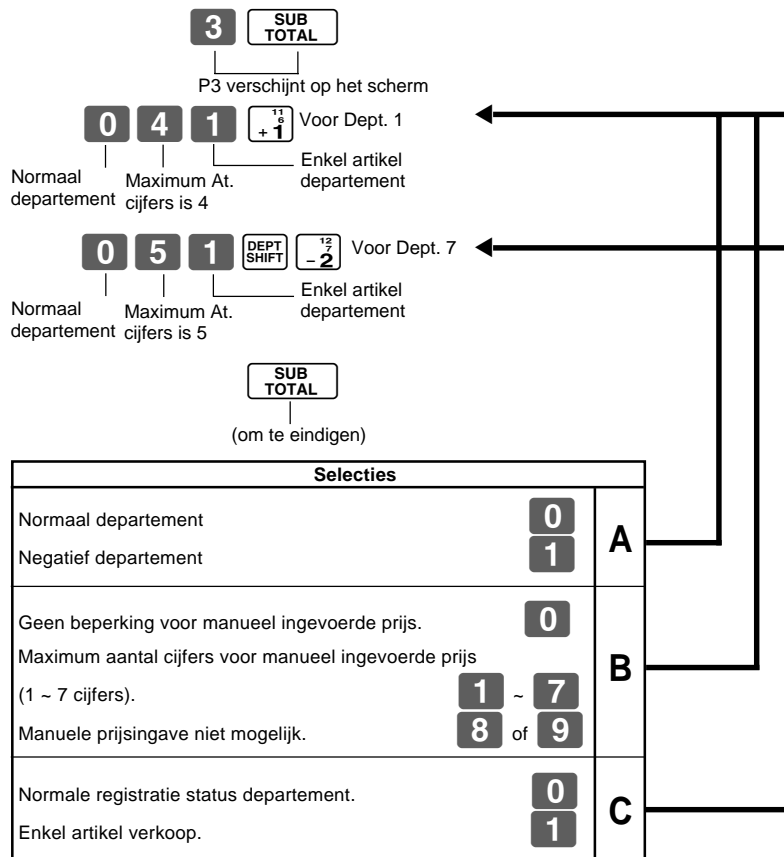 3 SUB TOTAL
P3 verschijnt op het scherm
0 4 1 11 6 +1 Voor Dept. 1
Normaal departement
Maximum At. cijfers is 4
Enkel artikel departement
0 5 1 DEPT SHIFT 12 7 -2 Voor Dept. 7
Normaal departement
Maximum At. cijfers is 5
Enkel artikel departement
SUB TOTAL
(om te eindigen)
Selecties
Normaal departement 0
Negatief departement 1
A
Geen beperking voor manueel ingevoerde prijs. 0
Maximum aantal cijfers voor manueel ingevoerde prijs
(1 ~ 7 cijfers). 1 ~ 7
Manuele prijsingave niet mogelijk. 8 of 9
B
Normale registratie status departement. 0
Enkel artikel verkoop. 1
C